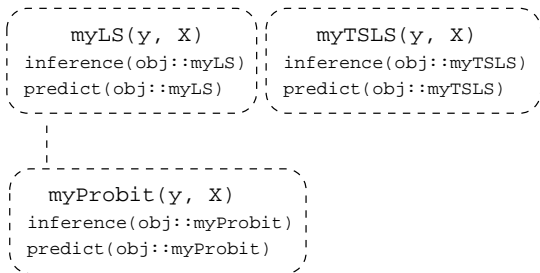 myLS(y, X)
inference(obj::myLS)
predict(obj::myLS)
myTSLS(y, X)
inference(obj::myTSLS)
predict(obj::myTSLS)
myProbit(y, X)
inference(obj::myProbit)
predict(obj::myProbit)